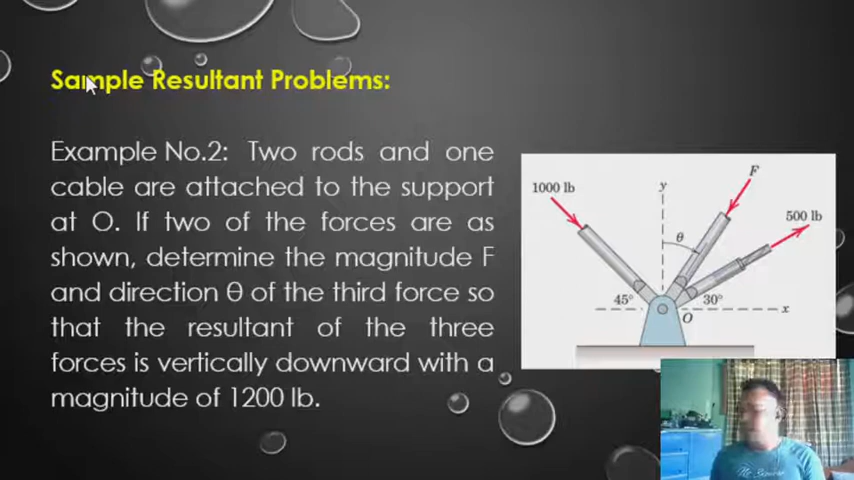 Sample Resultant Problems:
Example No.2: Two rods and one
cable are attached to the support
at O. If two of the forces are as
shown, determine the magnitude F
and direction θ of the third force so
that the resultant of the three
forces is vertically downward with a
magnitude of 1200 lb.
F
1000 lb
y
500 lb
θ
45°
30°
x
O